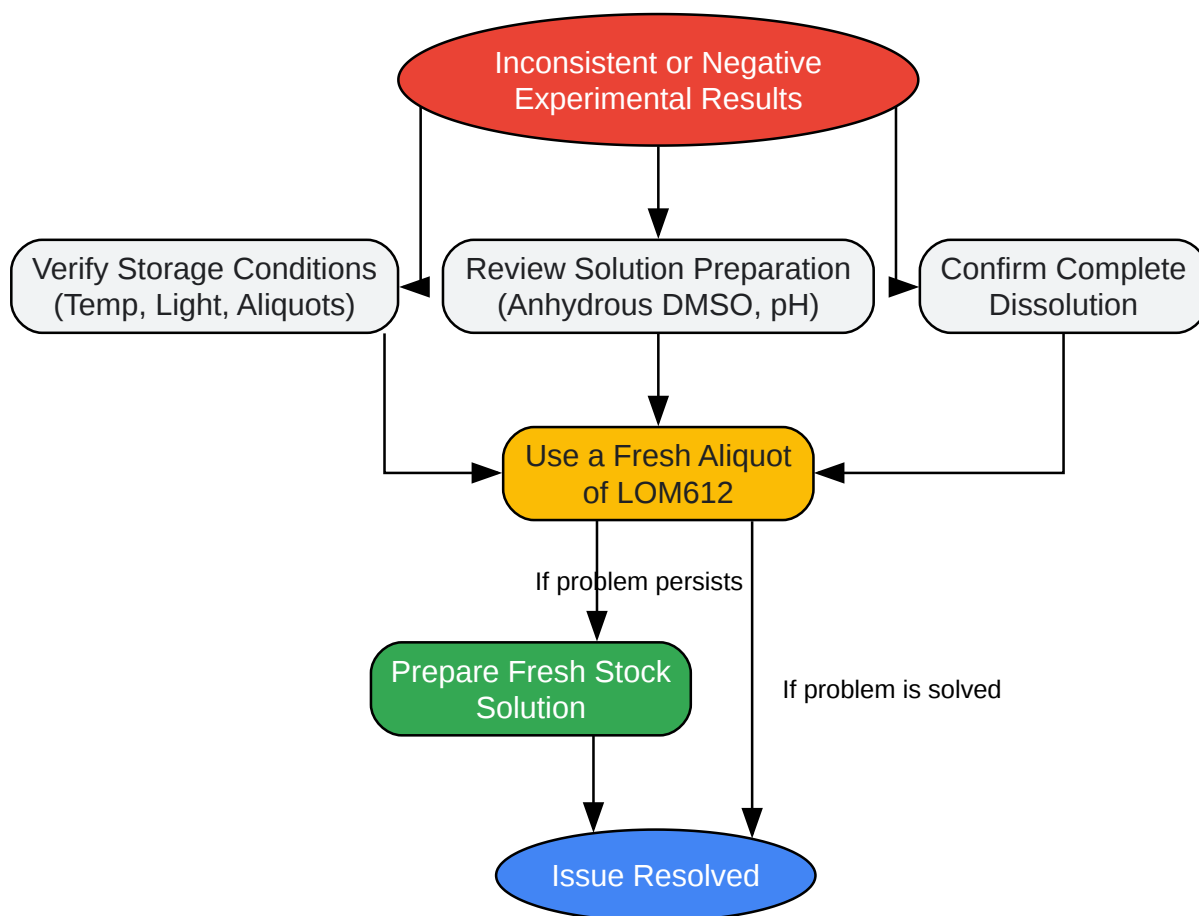 Inconsistent or Negative
Experimental Results
Verify Storage Conditions
(Temp, Light, Aliquots)
Review Solution Preparation
(Anhydrous DMSO, pH)
Confirm Complete
Dissolution
Use a Fresh Aliquot
of LOM612
If problem persists
Prepare Fresh Stock
Solution
If problem is solved
Issue Resolved